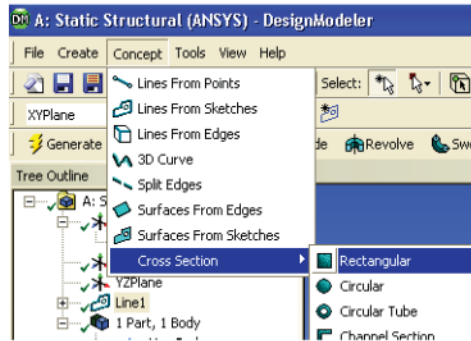 A: Static Structural (ANSYS) - DesignModeler
File Create Concept Tools View Help
Lines From Points
Select:
Lines From Sketches
XYPlane
Lines From Edges
Generate
3D Curve
Revolve
Tree Outline
Split Edges
Surfaces From Edges
Surfaces From Sketches
Cross Section
Rectangular
YZPlane
Circular
Line1
Circular Tube
1 Part, 1 Body
Channel Section